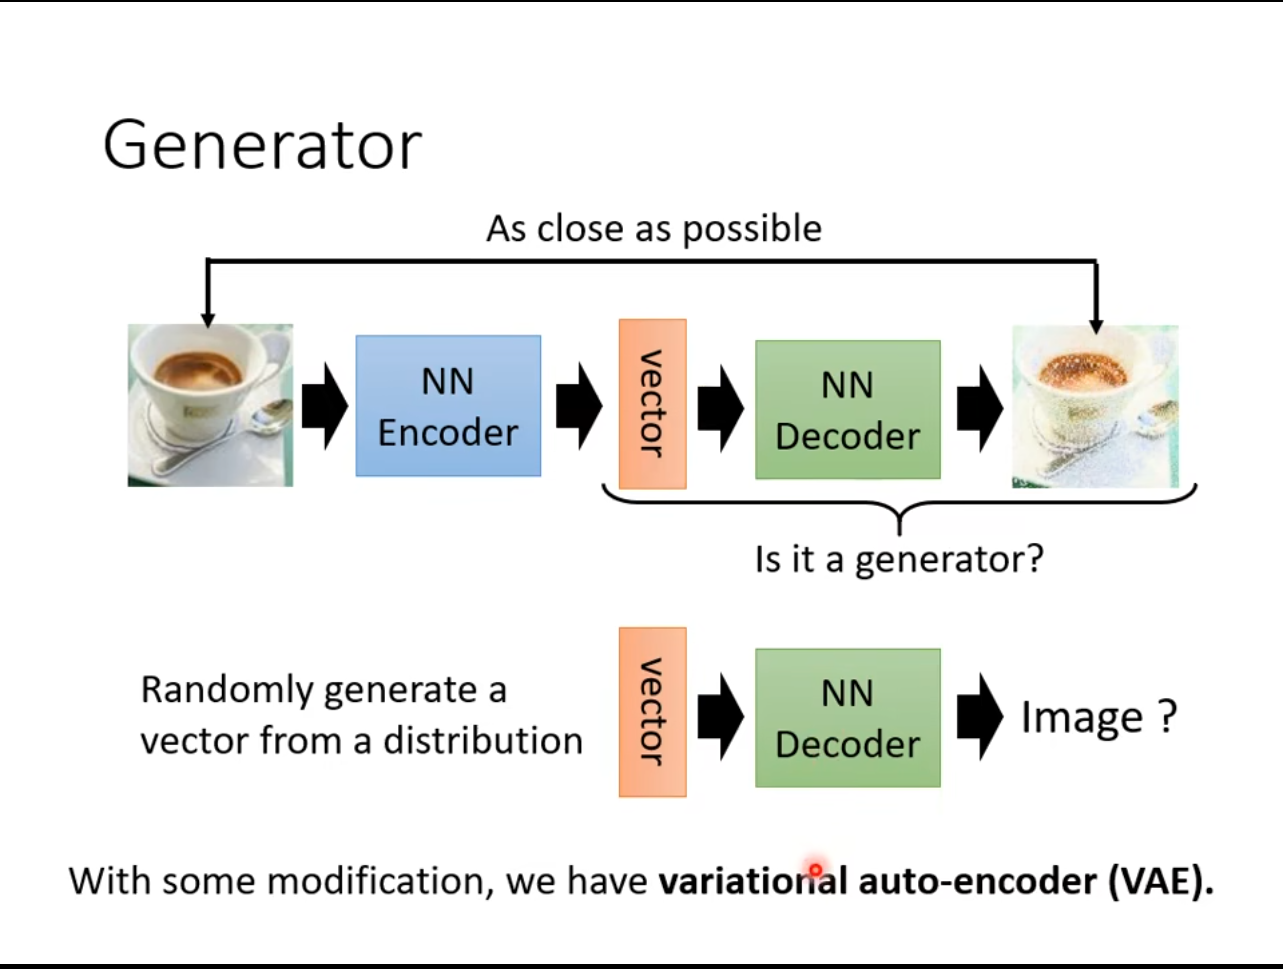 Generator
As close as possible
NN
Encoder
vector
NN
Decoder
Is it a generator?
Randomly generate a
vector from a distribution
vector
NN
Decoder
Image ?
With some modification, we have variational auto-encoder (VAE).